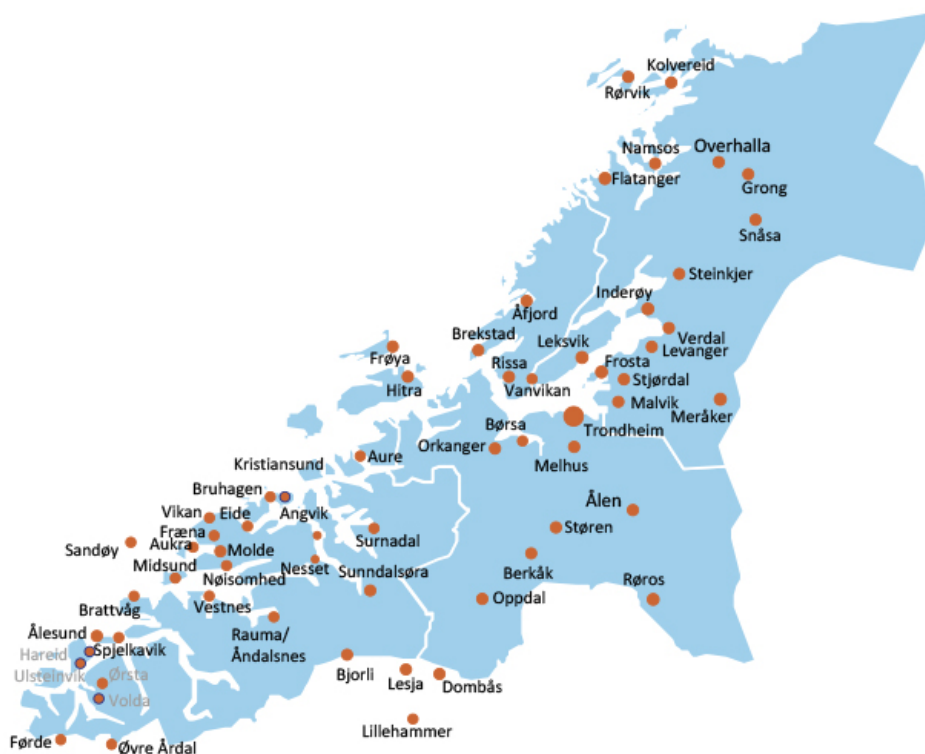 Kolvereid
Rørvik
Namsos
Overhalla
Flatanger
Grong
Snåsa
Steinkjer
Inderøy
Åfjord
Verdal
Brekstad
Leksvik
Levanger
Frøya
Rissa
Frosta
Hitra
Vanvikan
Stjørdal
Malvik
Meråker
Børsa
Trondheim
Orkanger
Melhus
Aure
Kristiansund
Bruhagen
Vikan
Eide
Angvik
Ålen
Fræna
Surnadal
Støren
Sandøy
Aukra
Molde
Midsund
Nøisomhed
Nesset
Sunndalsøra
Berkåk
Røros
Brattvåg
Vestnes
Oppdal
Ålesund
Spjelkavik
Rauma/
Åndalsnes
Hareid
Ulsteinvik
Ørsta
Bjorli
Lesja
Dombås
Volda
Lillehammer
Førde
Øvre Årdal